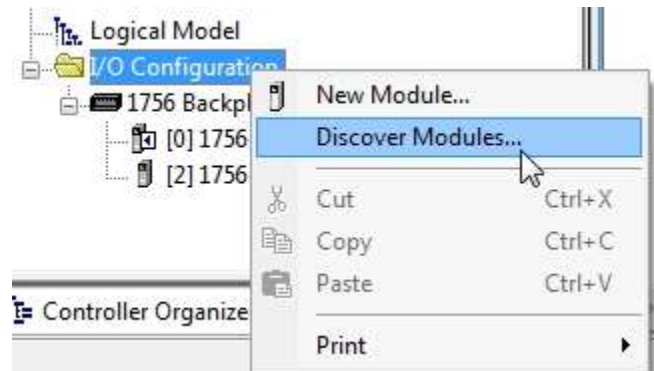 Logical Model
I/O Configuration
1756 Backpl
[0] 1756
[2] 1756
New Module...
Discover Modules...
Cut Ctrl+X
Copy Ctrl+C
Paste Ctrl+V
Print
Controller Organize